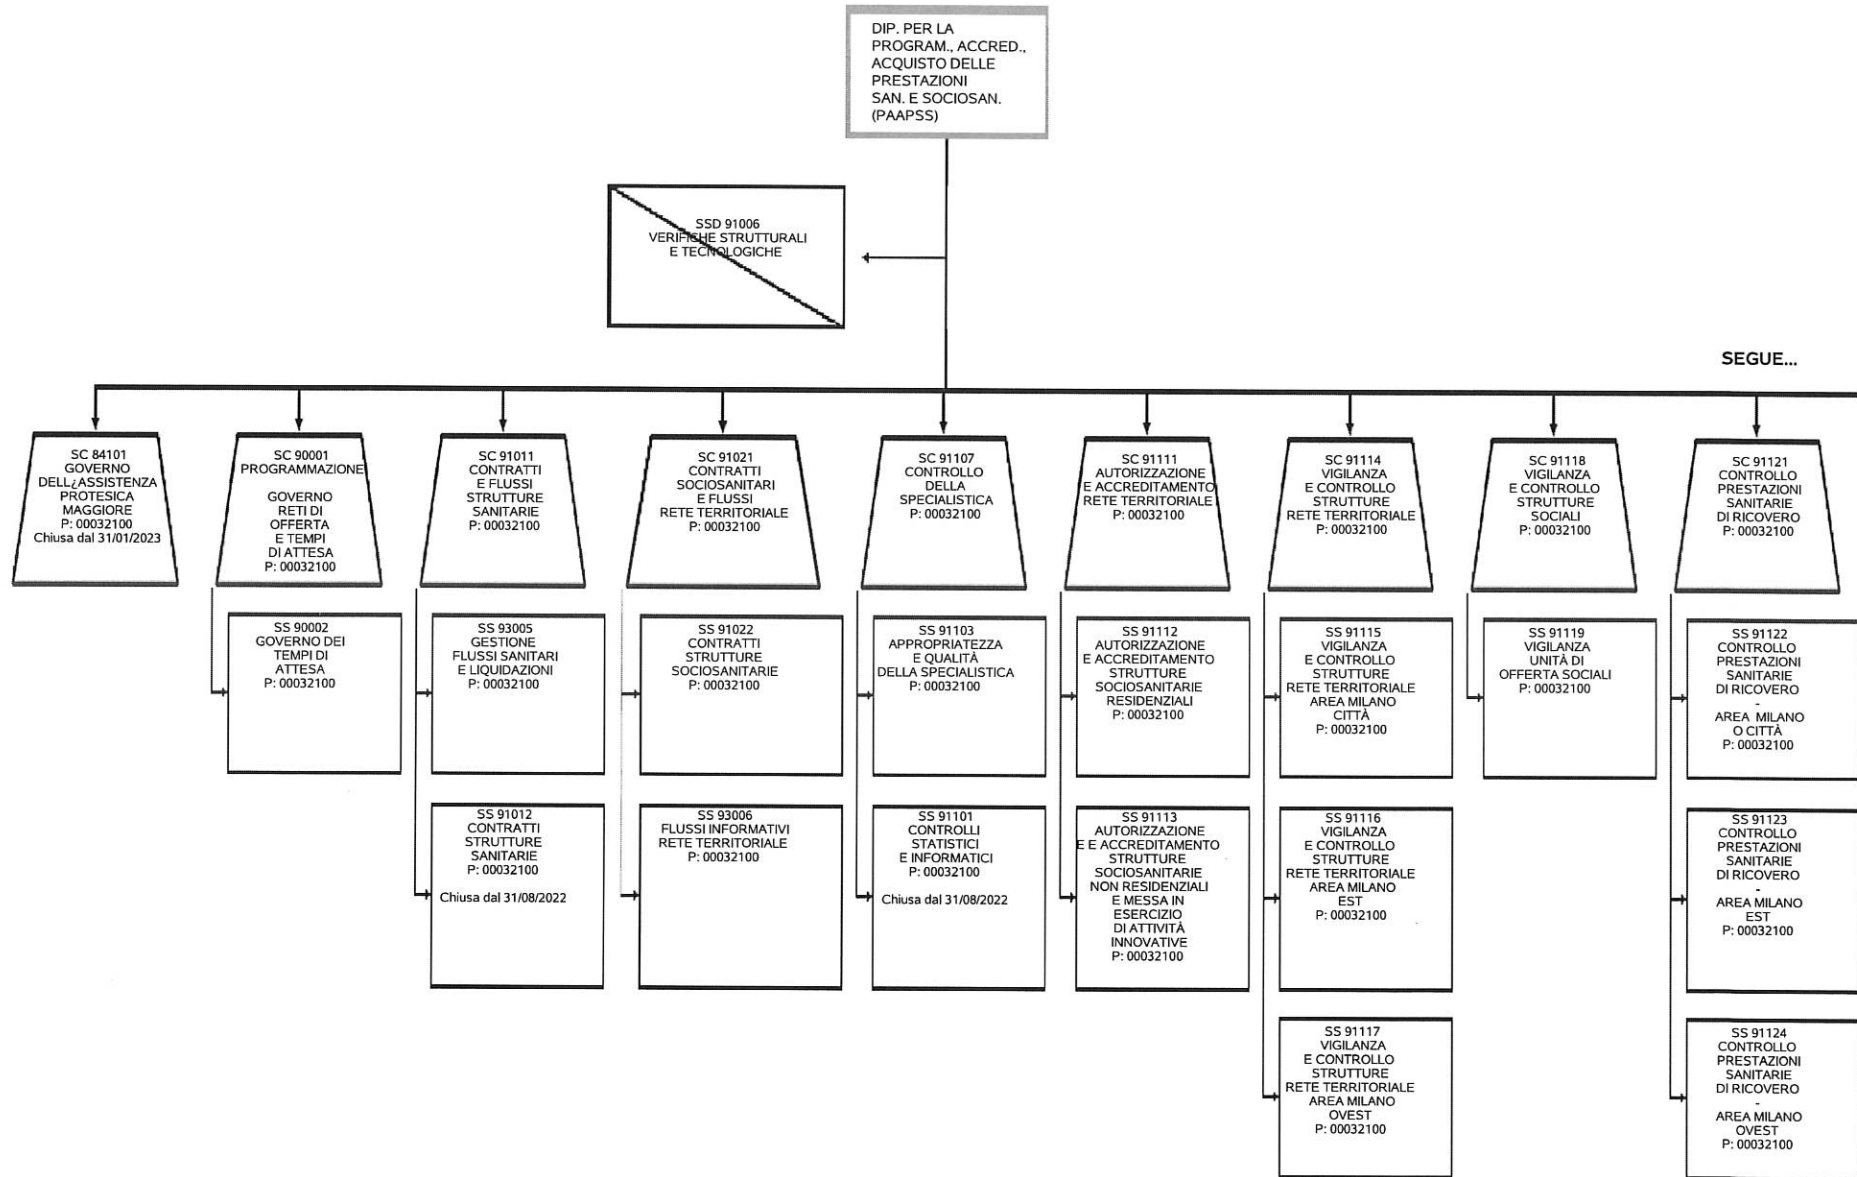 DIP. PER LA
PROGRAM., ACCRED.,
ACQUISTO DELLE
PRESTAZIONI
SAN. E SOCIOSAN.
(PAAPSS)
SSD 91006
VERIFICHE STRUTTURALI
E TECNOLOGICHE
SEGUE...
SC 84101
GOVERNO
DELL¿ASSISTENZA
PROTESICA
MAGGIORE
P: 00032100
Chiusa dal 31/01/2023
SC 90001
PROGRAMMAZIONE
GOVERNO
RETI DI
OFFERTA
E TEMPI
DI ATTESA
P: 00032100
SC 91011
CONTRATTI
E FLUSSI
STRUTTURE
SANITARIE
P: 00032100
SC 91021
CONTRATTI
SOCIOSANITARI
E FLUSSI
RETE TERRITORIALE
P: 00032100
SC 91107
CONTROLLO
DELLA
SPECIALISTICA
P: 00032100
SC 91111
AUTORIZZAZIONE
E ACCREDITAMENTO
RETE TERRITORIALE
P: 00032100
SC 91114
VIGILANZA
E CONTROLLO
STRUTTURE
RETE TERRITORIALE
P: 00032100
SC 91118
VIGILANZA
E CONTROLLO
STRUTTURE
SOCIALI
P: 00032100
SC 91121
CONTROLLO
PRESTAZIONI
SANITARIE
DI RICOVERO
P: 00032100
SS 90002
GOVERNO DEI
TEMPI DI
ATTESA
P: 00032100
SS 93005
GESTIONE
FLUSSI SANITARI
E LIQUIDAZIONI
P: 00032100
SS 91022
CONTRATTI
STRUTTURE
SOCIOSANITARIE
P: 00032100
SS 91103
APPROPRIATEZZA
E QUALITÀ
DELLA SPECIALISTICA
P: 00032100
SS 91112
AUTORIZZAZIONE
E ACCREDITAMENTO
STRUTTURE
SOCIOSANITARIE
RESIDENZIALI
P: 00032100
SS 91115
VIGILANZA
E CONTROLLO
STRUTTURE
RETE TERRITORIALE
AREA MILANO
CITTÀ
P: 00032100
SS 91119
VIGILANZA
UNITÀ DI
OFFERTA SOCIALI
P: 00032100
SS 91122
CONTROLLO
PRESTAZIONI
SANITARIE
DI RICOVERO
-
AREA MILANO
O CITTÀ
P: 00032100
SS 91012
CONTRATTI
STRUTTURE
SANITARIE
P: 00032100
Chiusa dal 31/08/2022
SS 93006
FLUSSI INFORMATIVI
RETE TERRITORIALE
P: 00032100
SS 91101
CONTROLLI
STATISTICI
E INFORMATICI
P: 00032100
Chiusa dal 31/08/2022
SS 91113
AUTORIZZAZIONE
E E ACCREDITAMENTO
STRUTTURE
SOCIOSANITARIE
NON RESIDENZIALI
E MESSA IN
ESERCIZIO
DI ATTIVITÀ
INNOVATIVE
P: 00032100
SS 91116
VIGILANZA
E CONTROLLO
STRUTTURE
RETE TERRITORIALE
AREA MILANO
EST
P: 00032100
SS 91123
CONTROLLO
PRESTAZIONI
SANITARIE
DI RICOVERO
-
AREA MILANO
EST
P: 00032100
SS 91117
VIGILANZA
E CONTROLLO
STRUTTURE
RETE TERRITORIALE
AREA MILANO
OVEST
P: 00032100
SS 91124
CONTROLLO
PRESTAZIONI
SANITARIE
DI RICOVERO
-
AREA MILANO
OVEST
P: 00032100